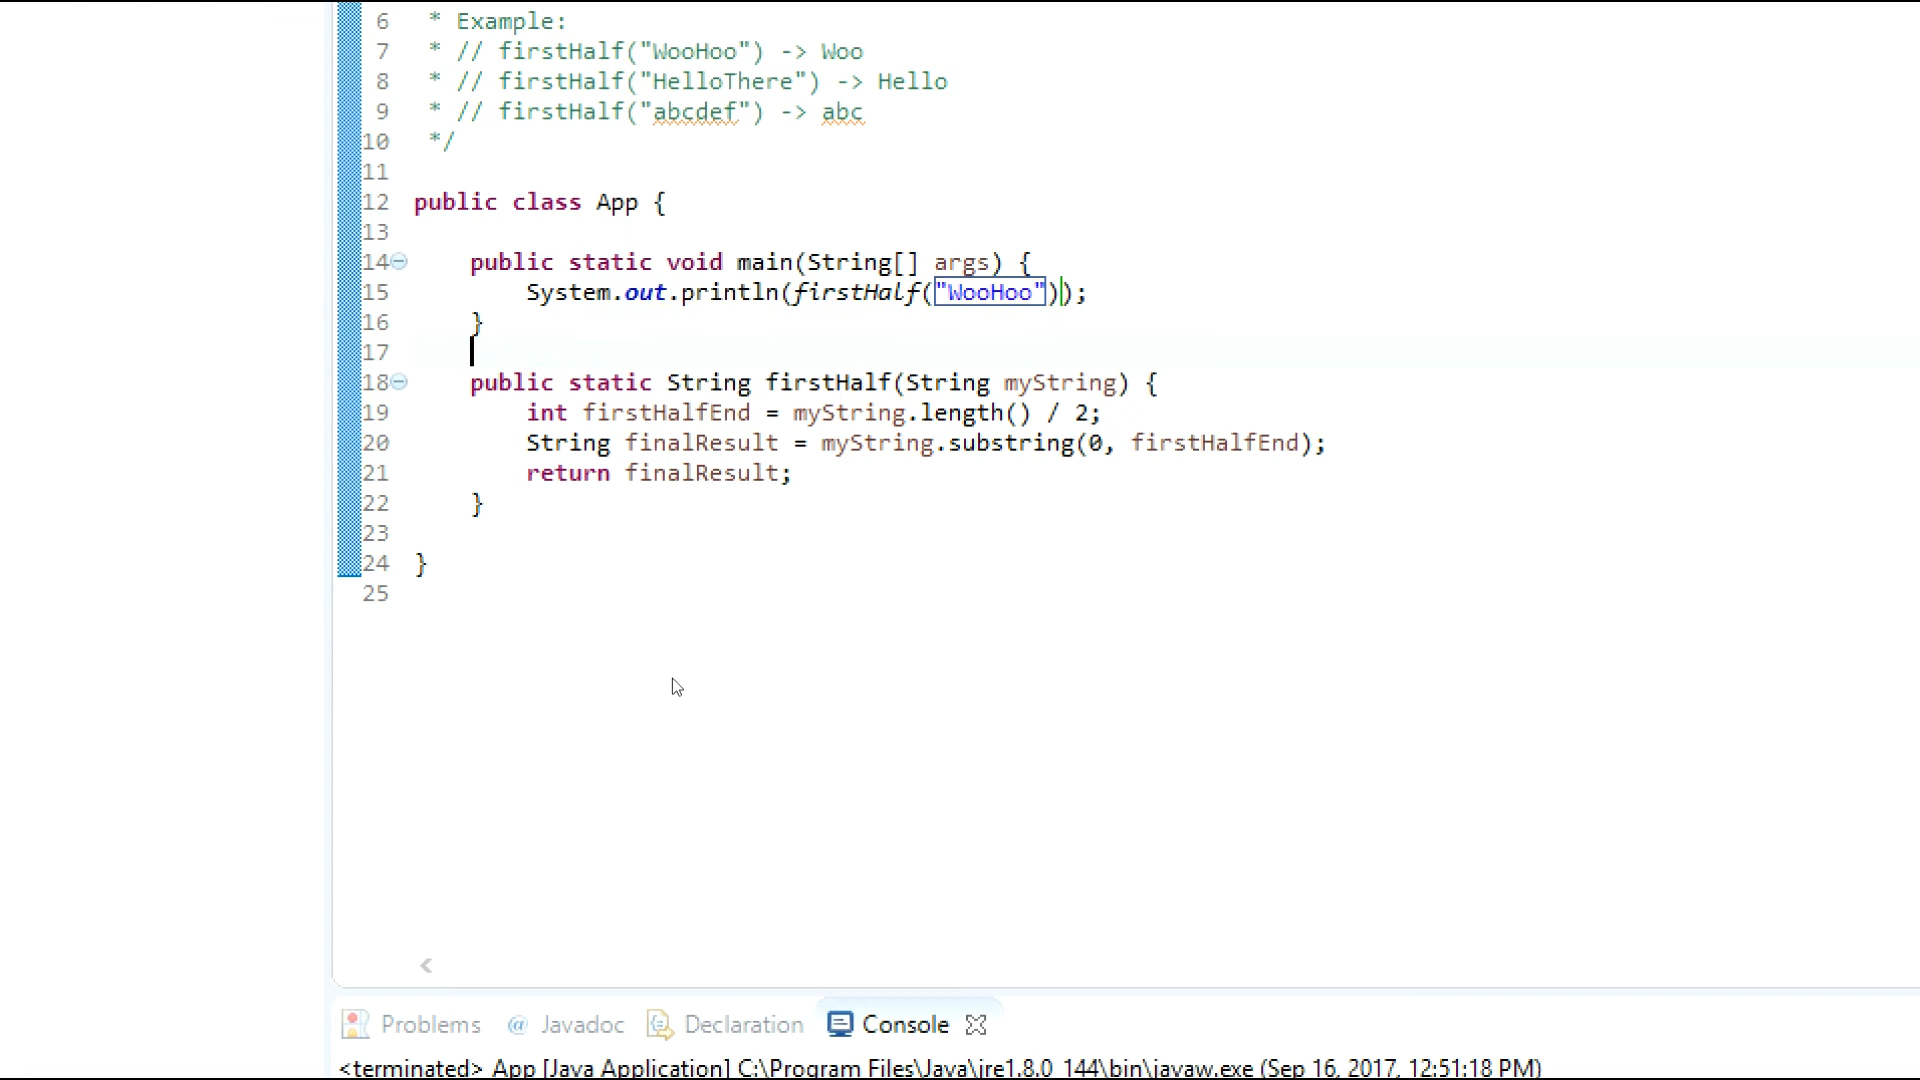 6 * Example:
7 * // firstHalf("WooHoo") -> Woo
8 * // firstHalf("HelloThere") -> Hello
9 * // firstHalf("abcdef") -> abc
10 */
11
12 public class App {
13
14 public static void main(String[] args) {
15 System.out.println(firstHalf("WooHoo"));
16 }
17
18 public static String firstHalf(String myString) {
19 int firstHalfEnd = myString.length() / 2;
20 String finalResult = myString.substring(0, firstHalfEnd);
21 return finalResult;
22 }
23
24 }
25
Problems @ Javadoc Declaration Console
<terminated> App [Java Application] C:\Program Files\Java\jre1.8.0_144\bin\javaw.exe (Sep 16, 2017, 12:51:18 PM)